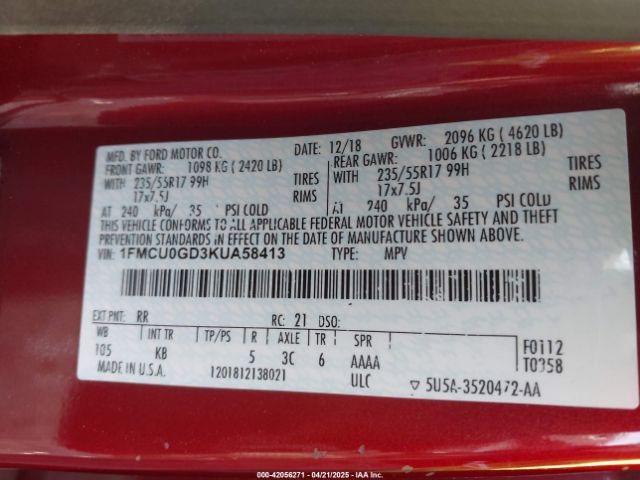 MFD. BY FORD MOTOR CO. DATE: 12/18 GVWR: 2096 KG ( 4620 LB)
FRONT GAWR: 1098 KG ( 2420 LB) REAR GAWR: 1006 KG ( 2218 LB)
WITH 235/55R17 99H TIRES WITH 235/55R17 99H TIRES
17x7.5J RIMS 17x7.5J RIMS
AT 240 kPa/ 35 PSI COLD AT 240 kPa/ 35 PSI COLD
THIS VEHICLE CONFORMS TO ALL APPLICABLE FEDERAL MOTOR VEHICLE SAFETY AND THEFT
PREVENTION STANDARDS IN EFFECT ON THE DATE OF MANUFACTURE SHOWN ABOVE.
VIN: 1FMCU0GD3KUA58413 TYPE: MPV
EXT PNT: RR RC: 21 DSO:
WB INT TR TP/PS R AXLE TR SPR
105 KB 5 3C 6 AAAA
F0112
T0358
MADE IN U.S.A. 1201812138021 ULC ▽ 5U5A-3520472-AA
000-42056271 - 04/21/2025 - IAA Inc.